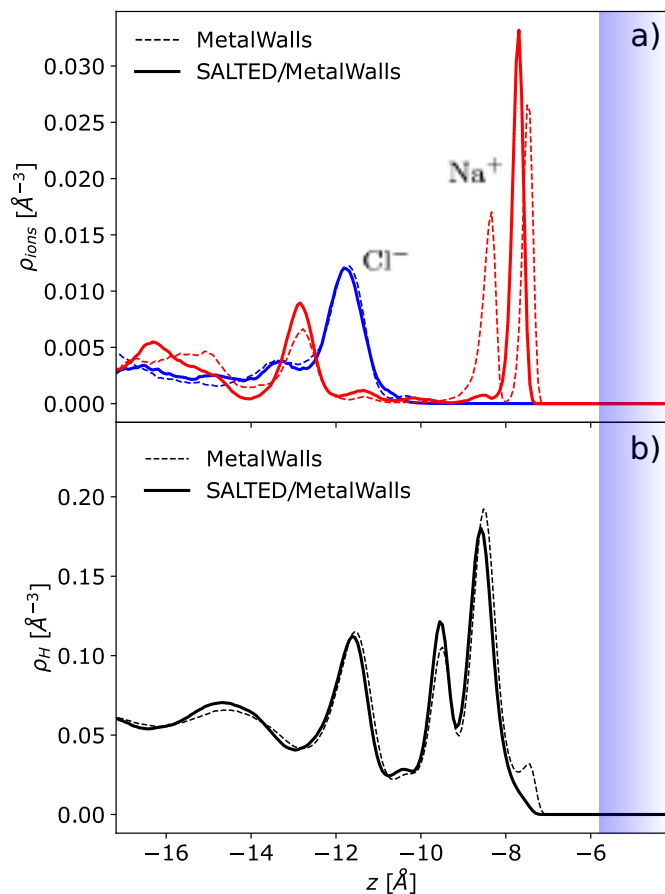 a)
MetalWalls
SALTED/MetalWalls
0.030
0.025
0.020
0.015
0.010
0.005
0.000
ρions [Å−3]
Na+
Cl−
b)
MetalWalls
SALTED/MetalWalls
0.20
0.15
0.10
0.05
0.00
ρH [Å−3]
−16 −14 −12 −10 −8 −6
z [Å]